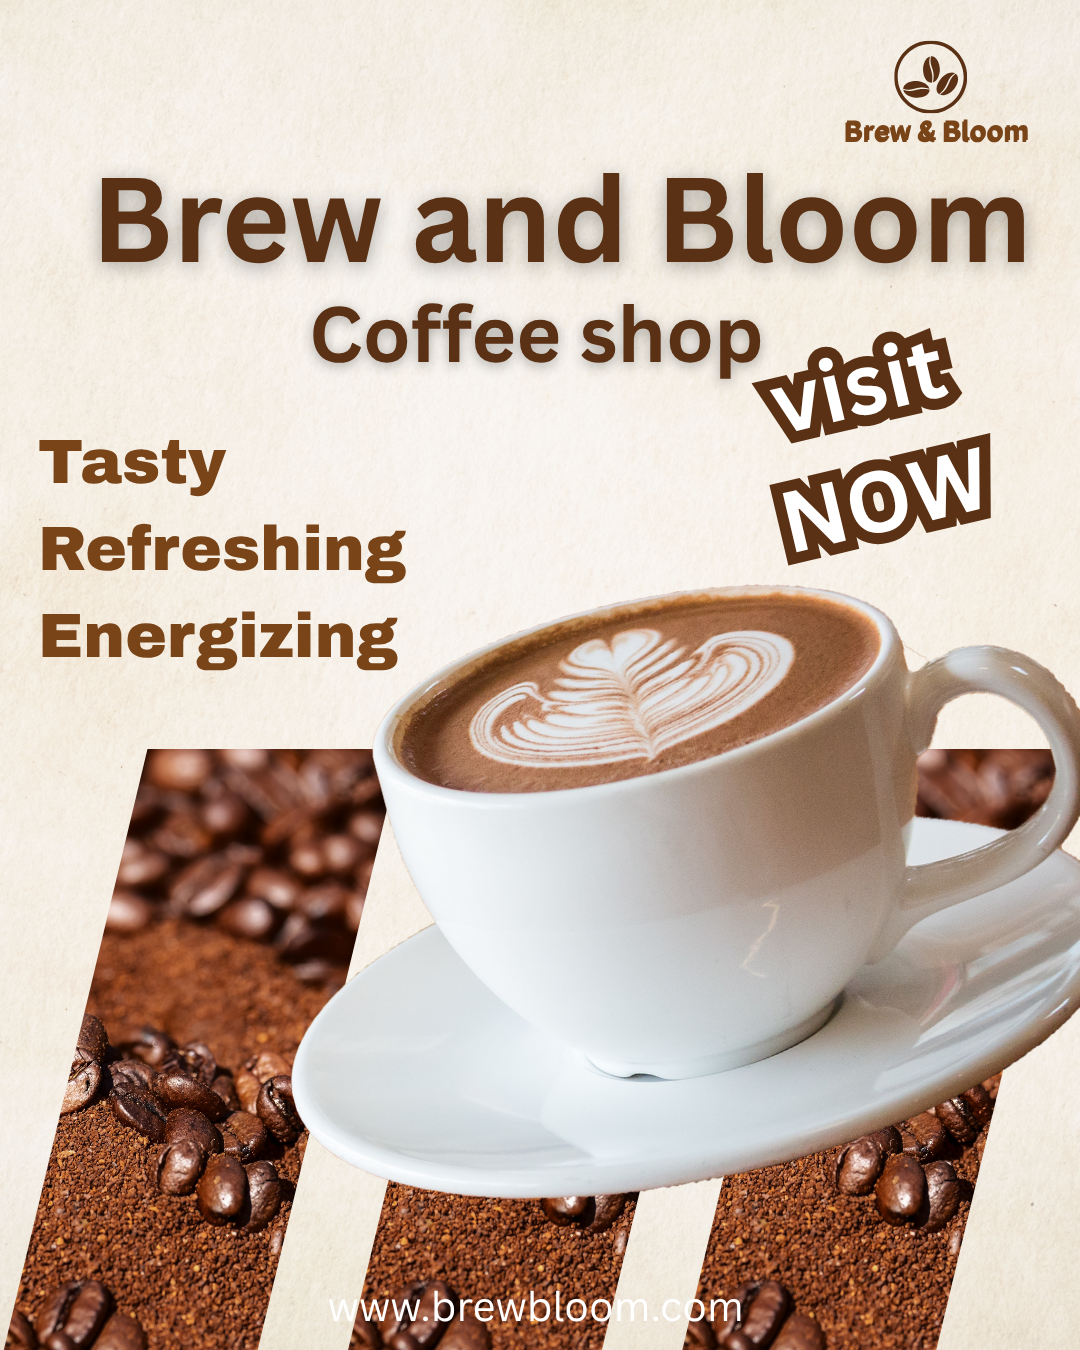 Brew & Bloom
Brew and Bloom
Coffee shop
visit
NOW
Tasty
Refreshing
Energizing
www.brewbloom.com